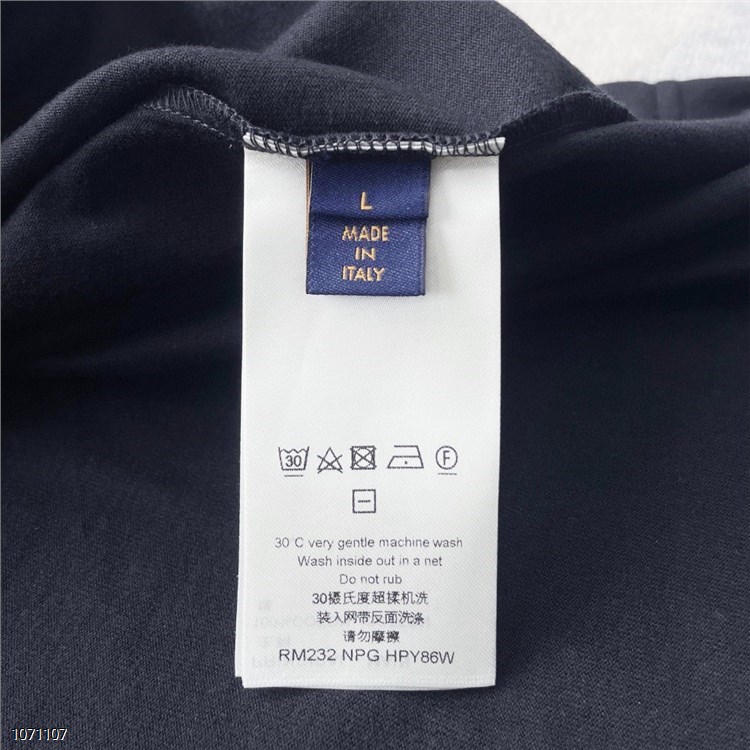 L
MADE
IN
ITALY
30
F
30°C very gentle machine wash
Wash inside out in a net
Do not rub
30摄氏度超揉机洗
装入网带反面洗涤
请勿摩擦
RM232 NPG HPY86W
1071107